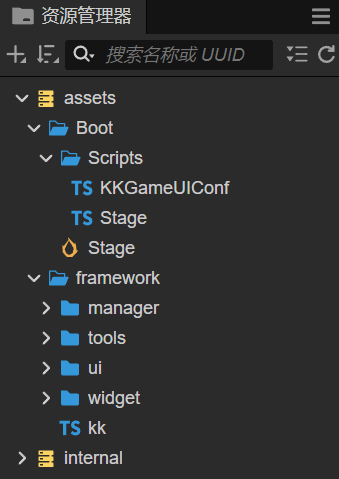 资源管理器
搜索名称或 UUID
assets
Boot
Scripts
TS KKGameUIConf
TS Stage
Stage
framework
manager
tools
ui
widget
TS kk
internal